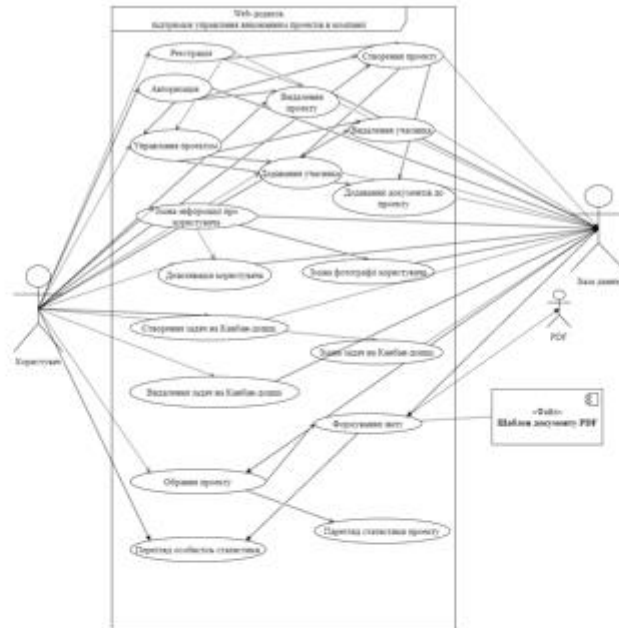 Web-додаток
підтримки управління виконанням проектів в компанії
Реєстрація
Створення проекту
Авторизація
Видалення
проекту
Видалення учасника
Управління проектом
Додавання учасника
Додавання документів до
проекту
Зміна інформації про
користувача
Деактивація користувача
Зміна фотографії користувача
База даних
Користувач
PDF
Створення задач на Канбан-дошці
Зміна задач на Канбан-дошці
Видалення задач на Канбан-дошці
«Файл»
Шаблон документу PDF
Формування звіту
Обрання проекту
Перегляд статистики проекту
Перегляд особистої статистики